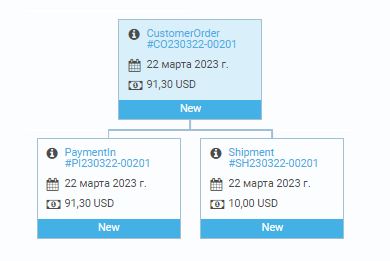 CustomerOrder
#CO230322-00201
22 марта 2023 г.
91,30 USD
New
PaymentIn
#PI230322-00201
22 марта 2023 г.
91,30 USD
New
Shipment
#SH230322-00201
22 марта 2023 г.
10,00 USD
New